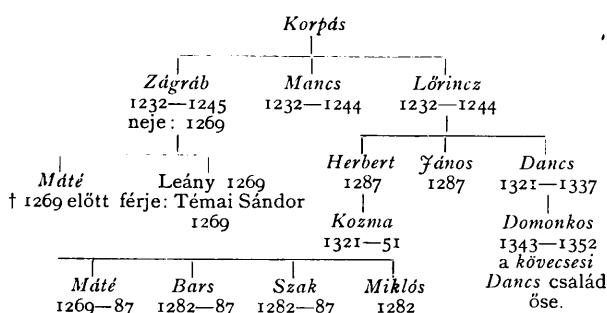 Korpás
Zágráb Mancs Lőrincz
1232—1245 1232—1244 1232—1244
neje: 1269
Máté Leány 1269 Herbert János Dancs
† 1269 előtt férje: Témai Sándor 1287 1287 1321—1337
1269 Kozma Domonkos
1321—51 1343—1352
a kövecsesi
Máté Bars Szak Miklós Dancs család
1269—87 1282—87 1282—87 1282 őse.